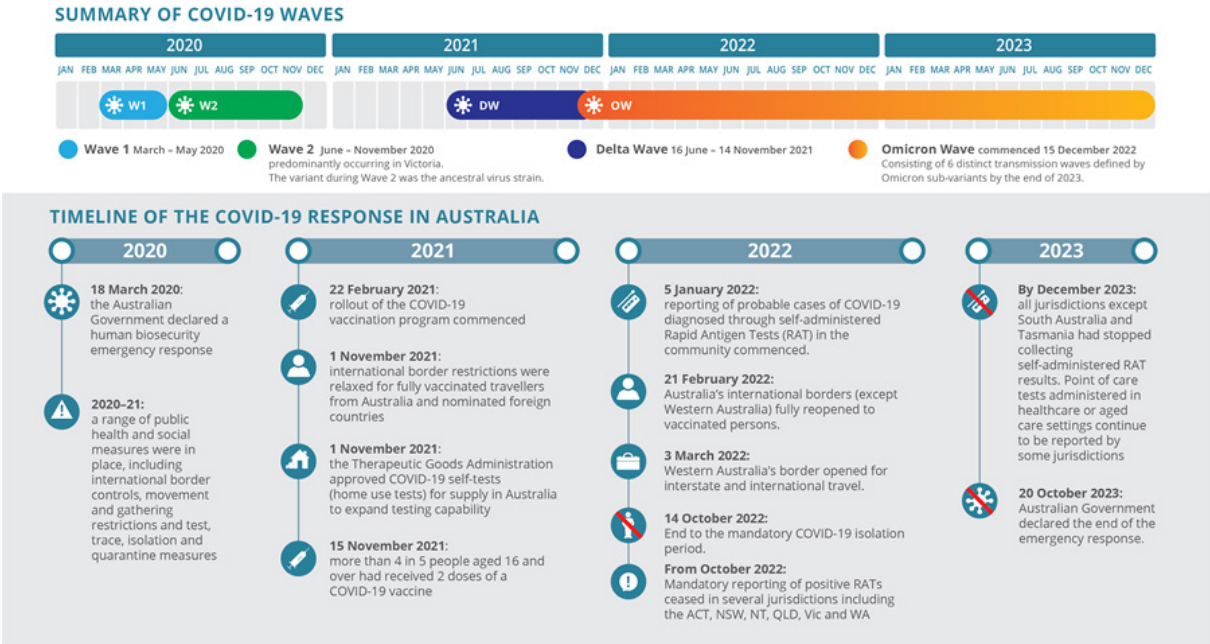 SUMMARY OF COVID-19 WAVES
2020 2021 2022 2023
JAN FEB MAR APR MAY JUN JUL AUG SEP OCT NOV DEC JAN FEB MAR APR MAY JUN JUL AUG SEP OCT NOV DEC JAN FEB MAR APR MAY JUN JUL AUG SEP OCT NOV DEC JAN FEB MAR APR MAY JUN JUL AUG SEP OCT NOV DEC
W1 W2 DW OW
Wave 1 March – May 2020
Wave 2 June – November 2020
predominantly occurring in Victoria.
The variant during Wave 2 was the ancestral virus strain.
Delta Wave 16 June – 14 November 2021
Omicron Wave commenced 15 December 2022
Consisting of 6 distinct transmission waves defined by
Omicron sub-variants by the end of 2023.
TIMELINE OF THE COVID-19 RESPONSE IN AUSTRALIA
2020
18 March 2020:
the Australian
Government declared a
human biosecurity
emergency response
2020–21:
a range of public
health and social
measures were in
place, including
international border
controls, movement
and gathering
restrictions and test,
trace, isolation and
quarantine measures
2021
22 February 2021:
rollout of the COVID-19
vaccination program commenced
1 November 2021:
international border restrictions were
relaxed for fully vaccinated travellers
from Australia and nominated foreign
countries
1 November 2021:
the Therapeutic Goods Administration
approved COVID-19 self-tests
(home use tests) for supply in Australia
to expand testing capability
15 November 2021:
more than 4 in 5 people aged 16 and
over had received 2 doses of a
COVID-19 vaccine
2022
5 January 2022:
reporting of probable cases of COVID-19
diagnosed through self-administered
Rapid Antigen Tests (RAT) in the
community commenced.
21 February 2022:
Australia's international borders (except
Western Australia) fully reopened to
vaccinated persons.
3 March 2022:
Western Australia's border opened for
interstate and international travel.
14 October 2022:
End to the mandatory COVID-19 isolation
period.
From October 2022:
Mandatory reporting of positive RATs
ceased in several jurisdictions including
the ACT, NSW, NT, QLD, Vic and WA
2023
By December 2023:
all jurisdictions except
South Australia and
Tasmania had stopped
collecting
self-administered RAT
results. Point of care
tests administered in
healthcare or aged
care settings continue
to be reported by
some jurisdictions
20 October 2023:
Australian Government
declared the end of the
emergency response.